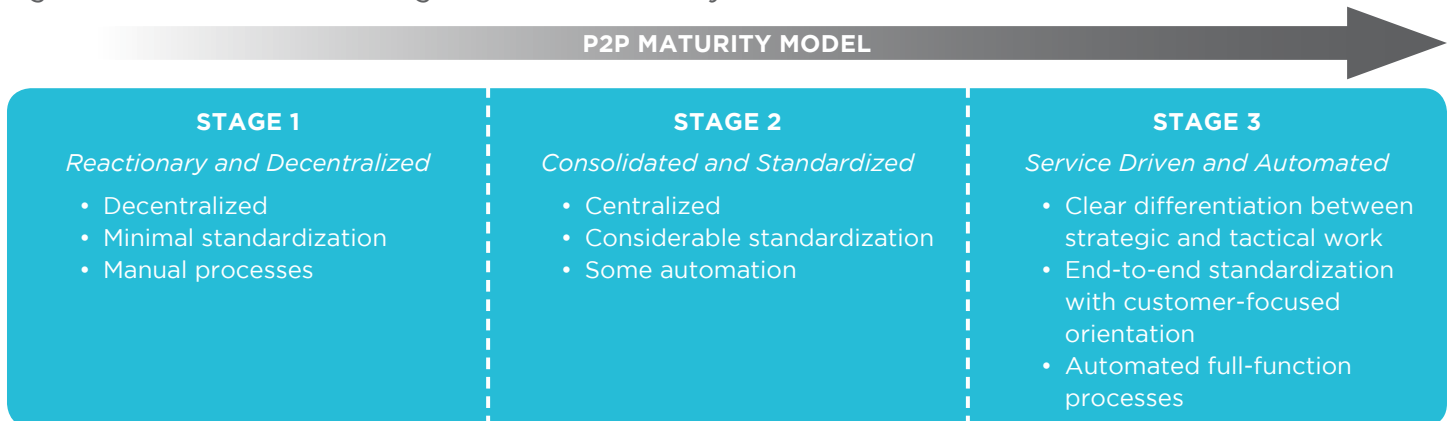 P2P MATURITY MODEL
STAGE 1
Reactionary and Decentralized
• Decentralized
• Minimal standardization
• Manual processes
STAGE 2
Consolidated and Standardized
• Centralized
• Considerable standardization
• Some automation
STAGE 3
Service Driven and Automated
• Clear differentiation between
strategic and tactical work
• End-to-end standardization
with customer-focused
orientation
• Automated full-function
processes